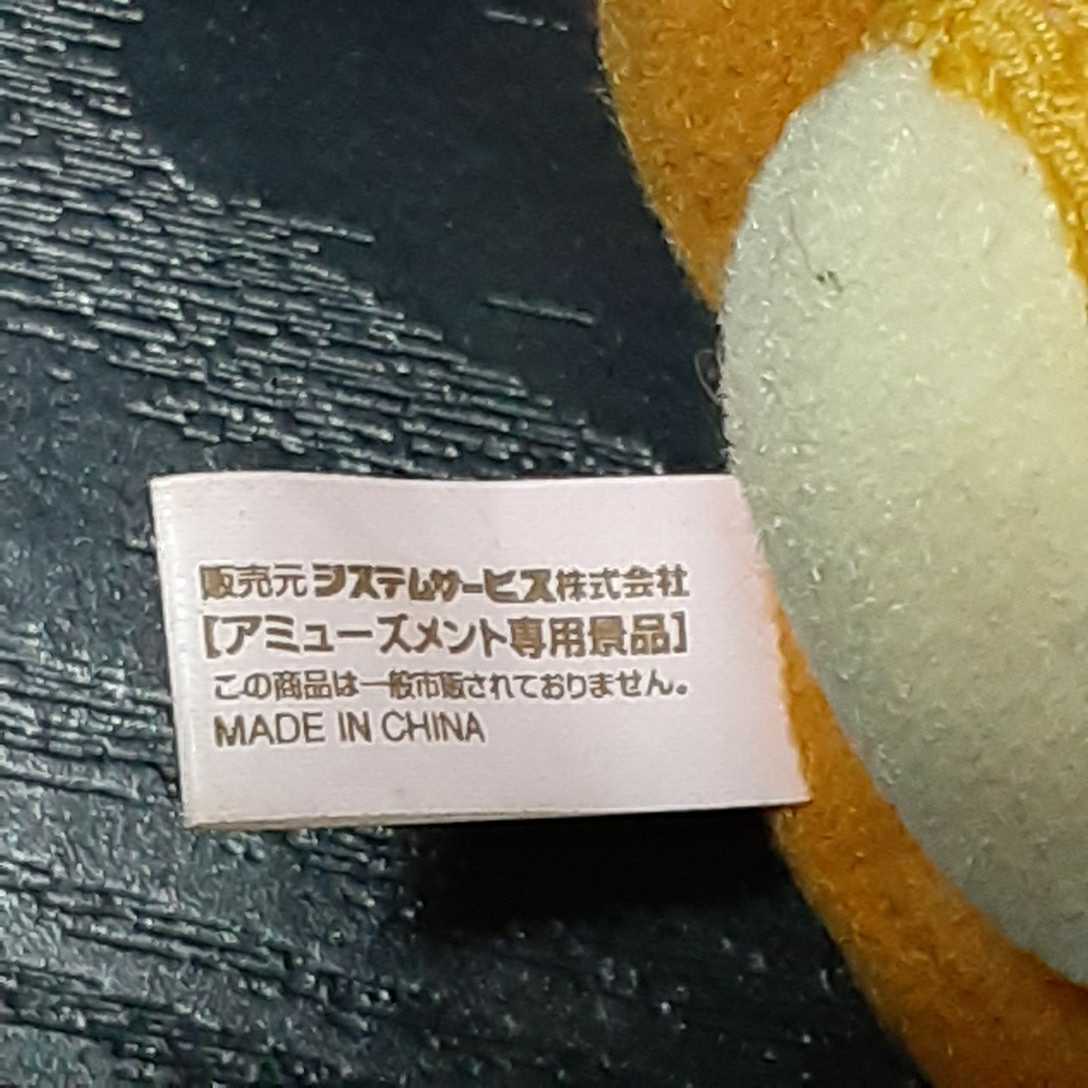 販売元システムサービス株式会社
【アミューズメント専用景品】
この商品は一般市販されておりません。
MADE IN CHINA